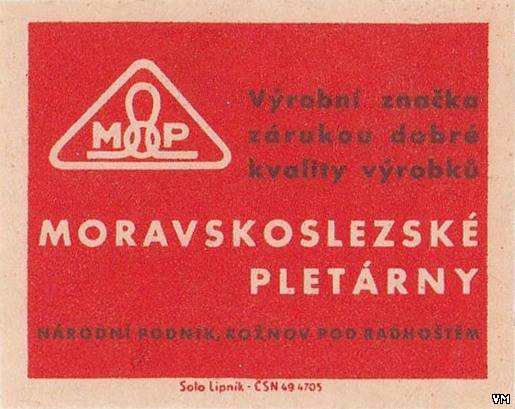 MP
Výrobní značka
zárukou dobré
kvality výrobků
MORAVSKOSLEZSKÉ
PLETÁRNY
NÁRODNÍ PODNIK, ROŽNOV POD RADHOŠTĚM
Solo Lipník - ČSN 49 4705
VM